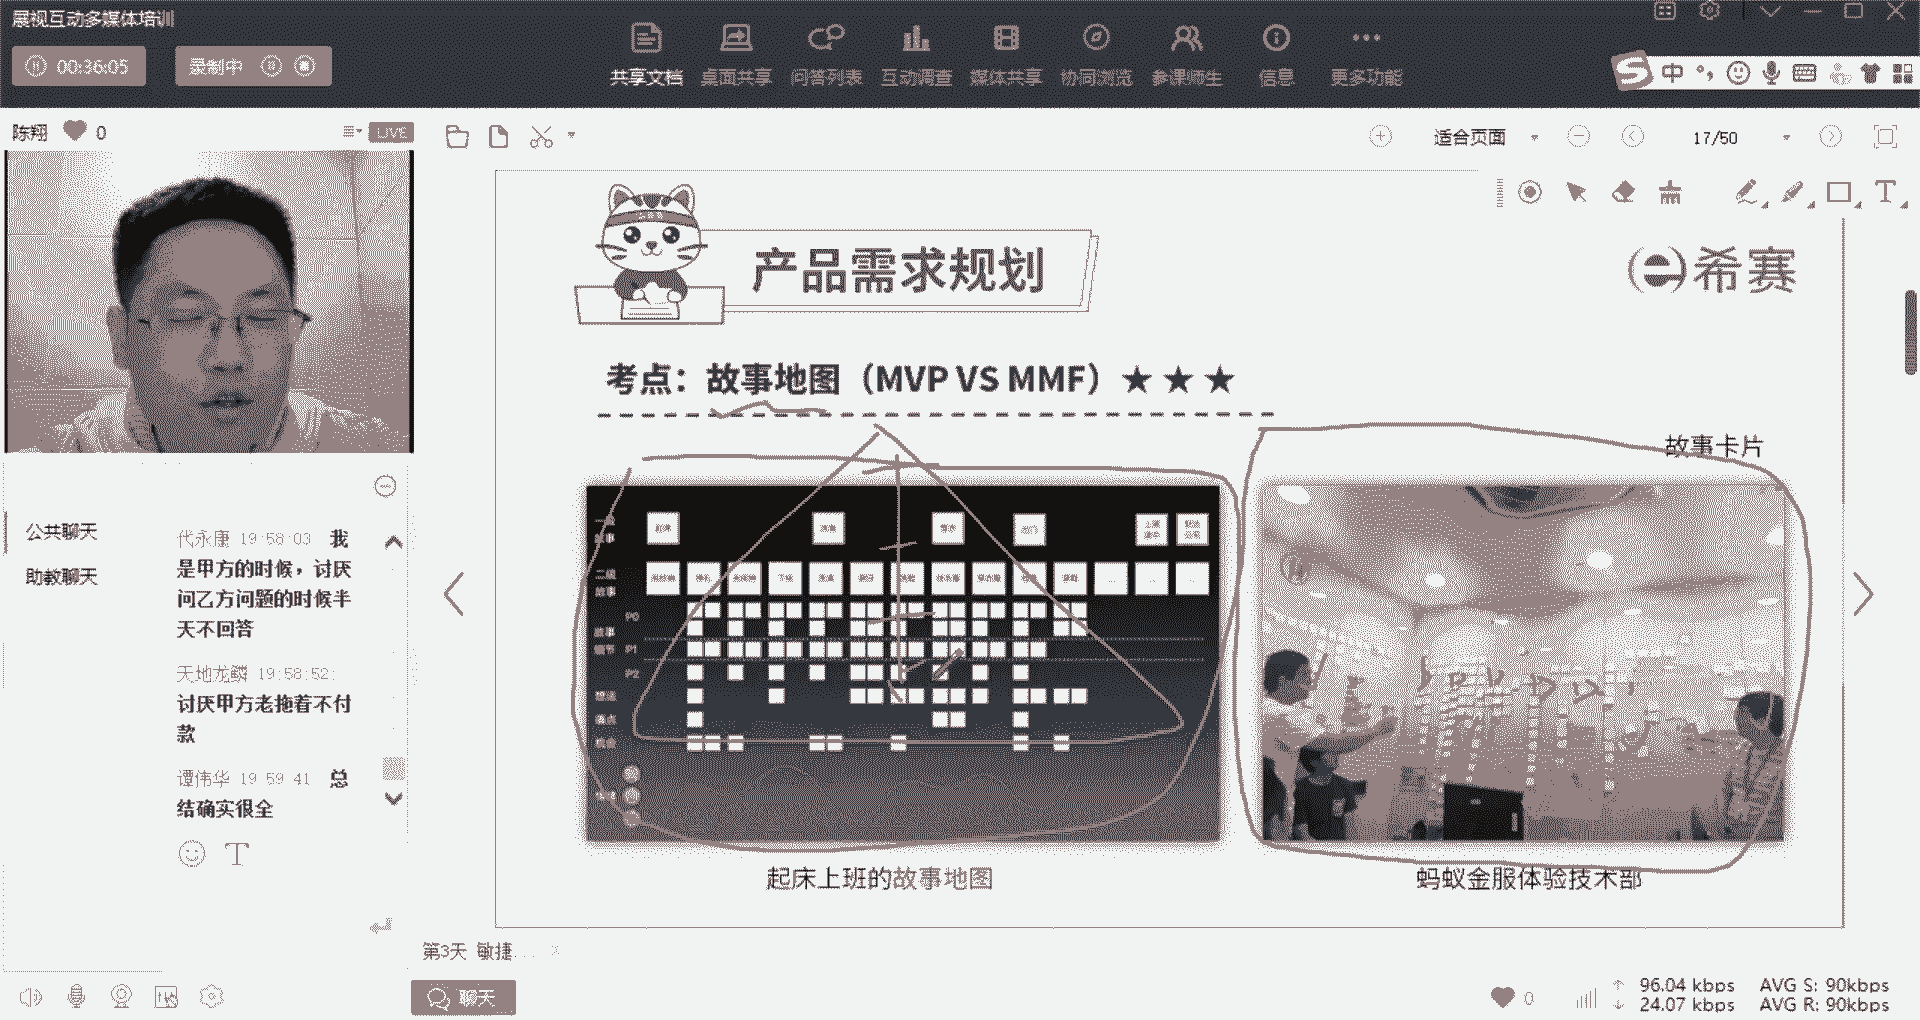 展视互动多媒体培训
00:36:05
录制中
共享文档 桌面共享 问答列表 互动调查 媒体共享 协同浏览 参课师生 信息 更多功能
中
陈翔 0 LIVE
适合页面 17/50
公共聊天
助教聊天
代永康 19:58:03 我
是甲方的时候，讨厌
问乙方问题的时候半
天不回答
天地龙鳞 19:58:52:
讨厌甲方老拖着不付
款
谭伟华 19:59:41 总
结确实很全
产品需求规划
希赛
考点：故事地图（MVP VS MMF）★ ★ ★
故事卡片
P0
P1
P2
起床上班的故事地图
蚂蚁金服体验技术部
第3天 敏捷...
聊天
0
96.04 kbps AVG S: 90kbps
24.07 kbps AVG R: 90kbps